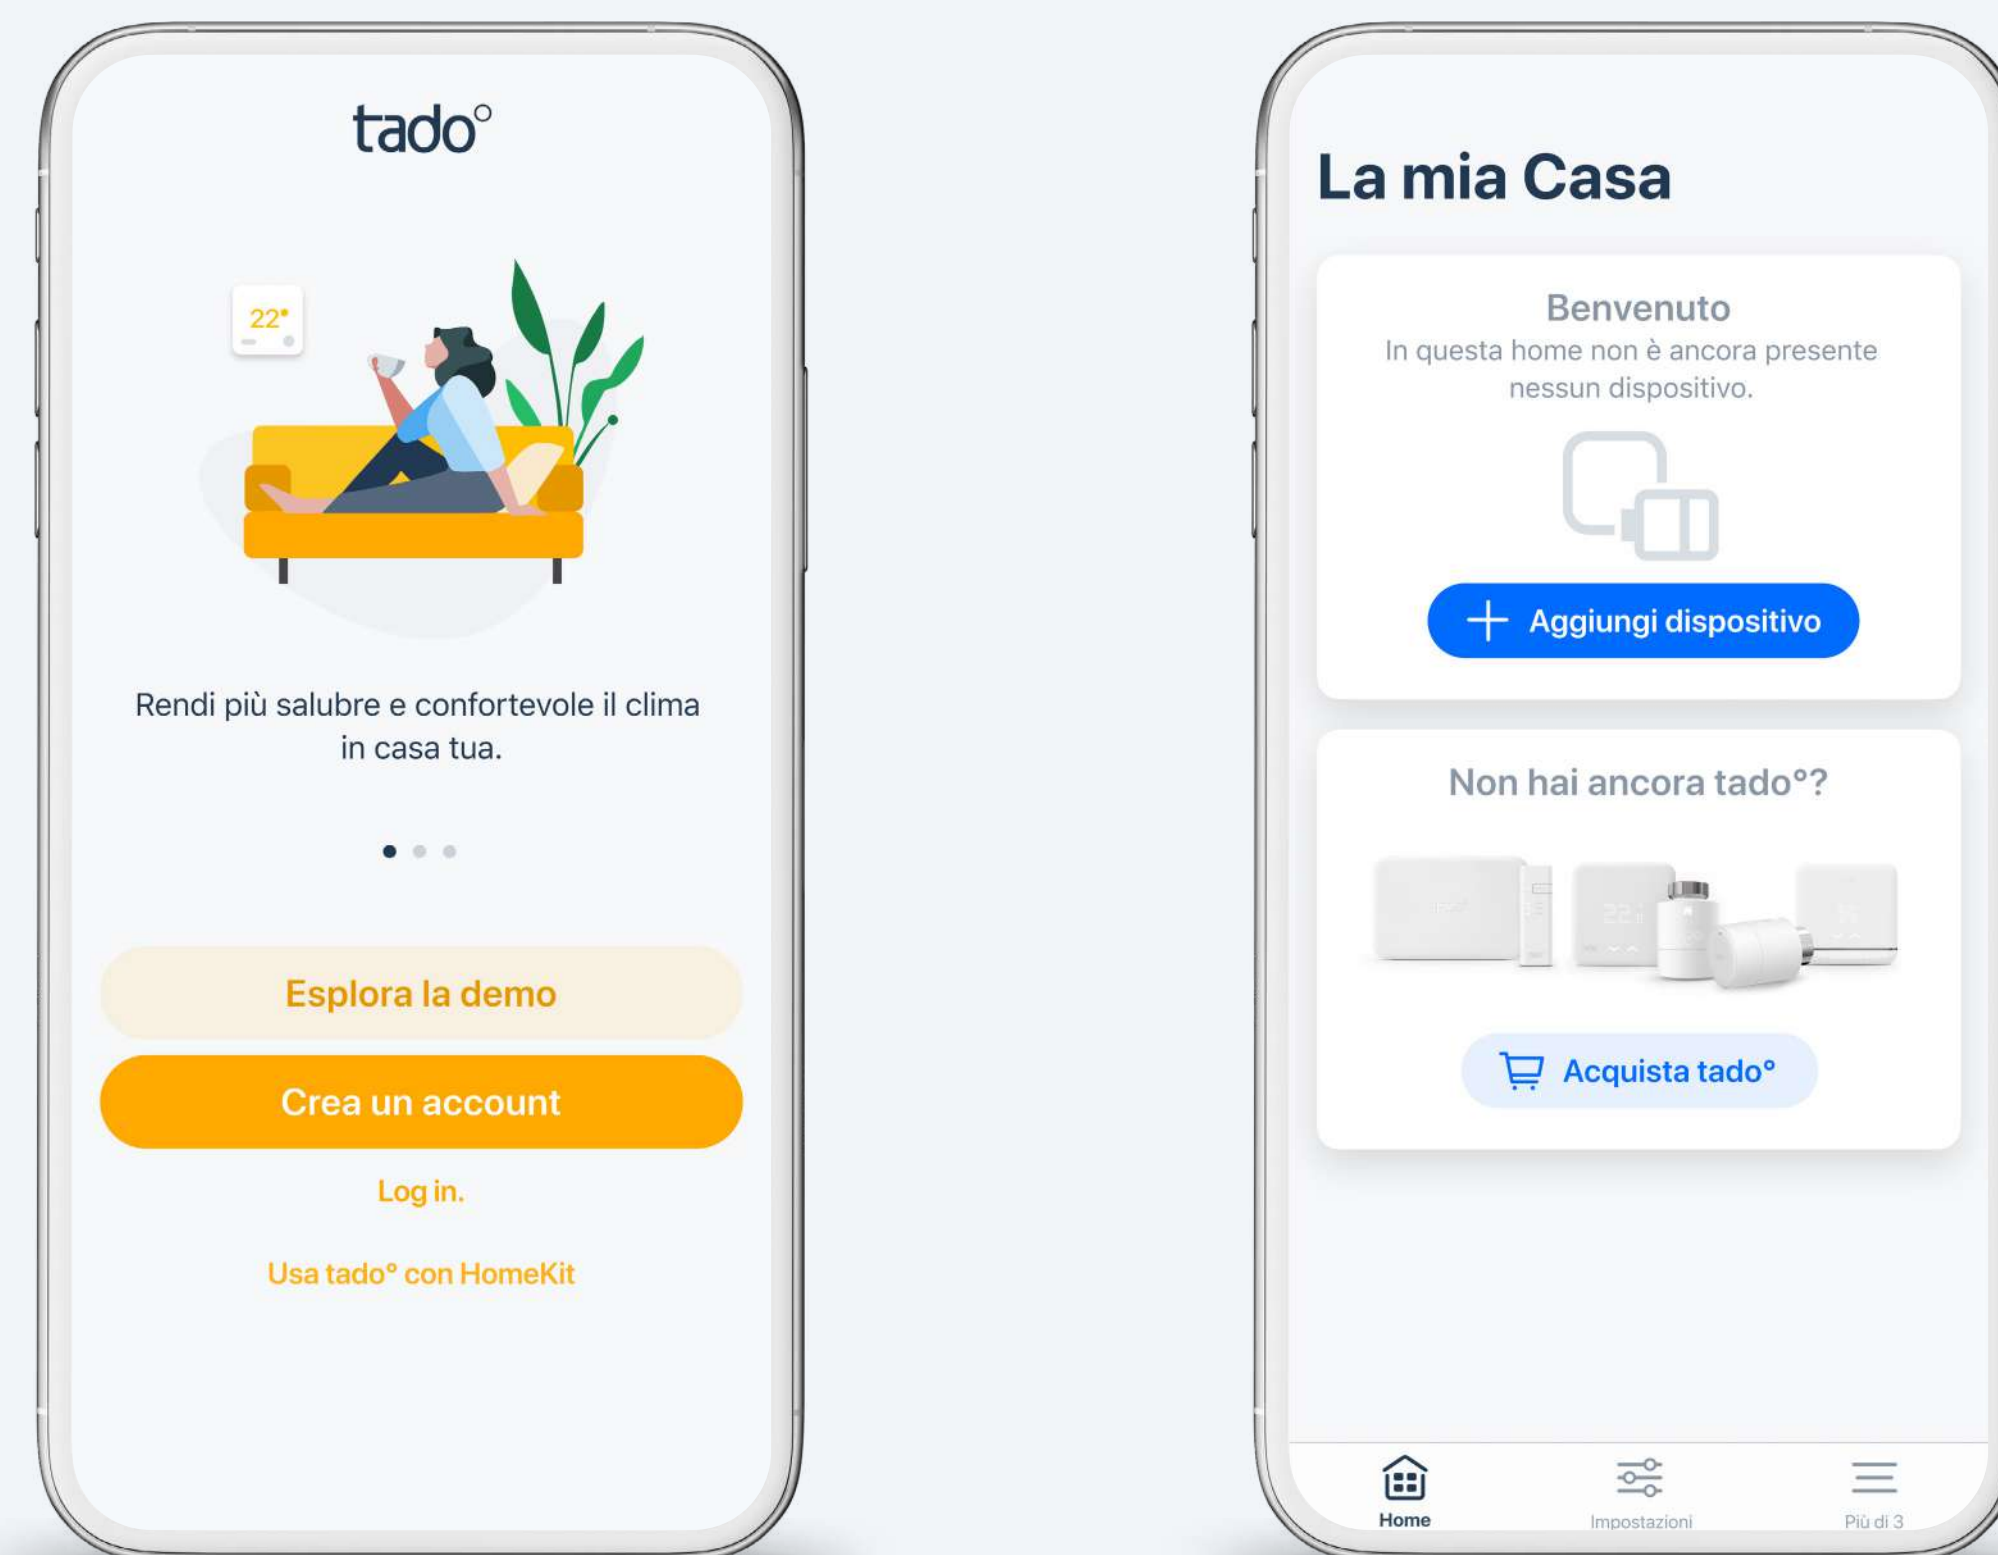 tado°
22°
Rendi più salubre e confortevole il clima
in casa tua.
Esplora la demo
Crea un account
Log in.
Usa tado° con HomeKit
La mia Casa
Benvenuto
In questa home non è ancora presente
nessun dispositivo.
Aggiungi dispositivo
Non hai ancora tado°?
Acquista tado°
Home
Impostazioni
Più di 3